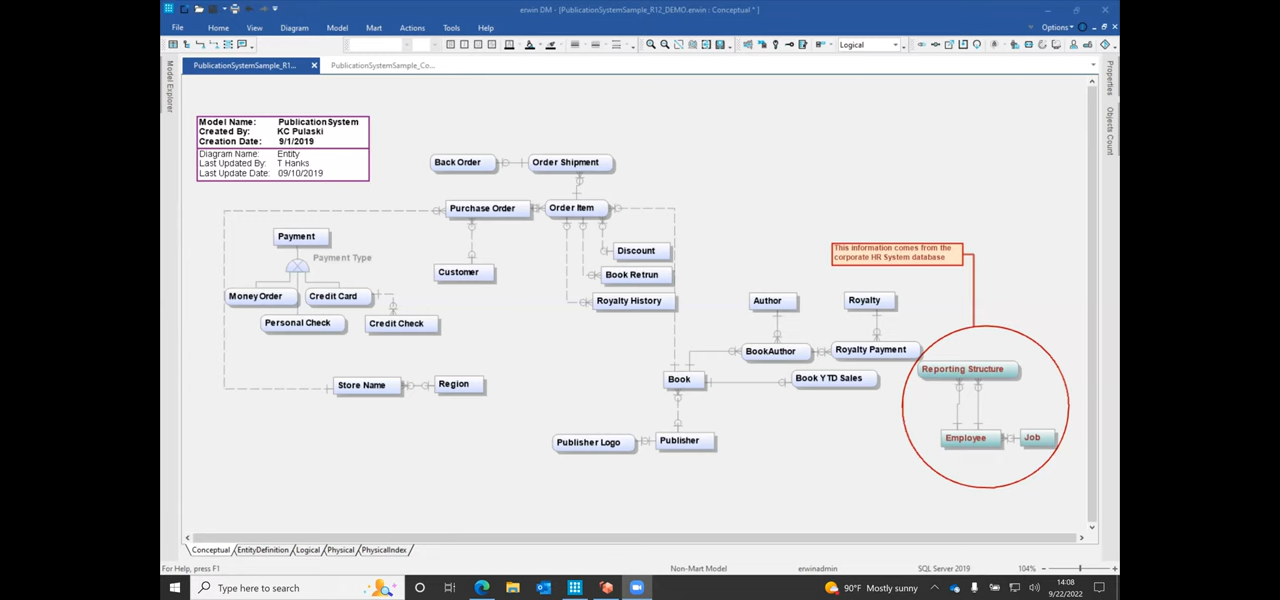 erwin DM - [PublicationSystemSample_R12_DEMO.erwin : Conceptual * ]
File Home View Diagram Model Mart Actions Tools Help Options
Logical
PublicationSystemSample_R1...
PublicationSystemSample_Co...
Model Explorer
Properties
Objects Count
Model Name: PublicationSystem
Created By: KC Pulaski
Creation Date: 9/1/2019
Diagram Name: Entity
Last Updated By: T Hanks
Last Update Date: 09/10/2019
Back Order
Order Shipment
Purchase Order
Order Item
Payment
Payment Type
Customer
Discount
Book Retrun
Royalty History
Money Order
Credit Card
Personal Check
Credit Check
This information comes from the
corporate HR System database
Author
Royalty
BookAuthor
Royalty Payment
Reporting Structure
Store Name
Region
Book
Book YTD Sales
Publisher Logo
Publisher
Employee
Job
Conceptual EntityDefinition Logical Physical PhysicalIndex
For Help, press F1
Non-Mart Model
erwinadmin
SQL Server 2019
104%
Type here to search
90°F Mostly sunny
14:08
9/22/2022